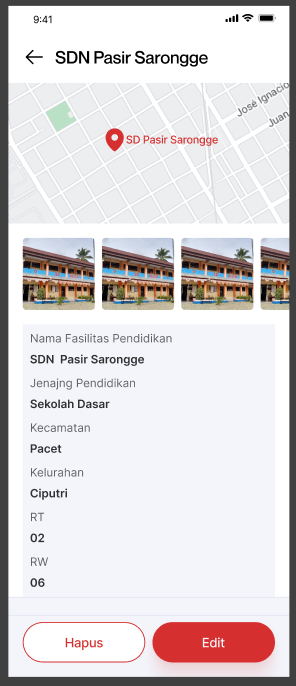 9:41
SDN Pasir Sarongge
José Ignacio
Juan
SD Pasir Sarongge
Nama Fasilitas Pendidikan
SDN Pasir Sarongge
Jenajng Pendidikan
Sekolah Dasar
Kecamatan
Pacet
Kelurahan
Ciputri
RT
02
RW
06
Hapus
Edit